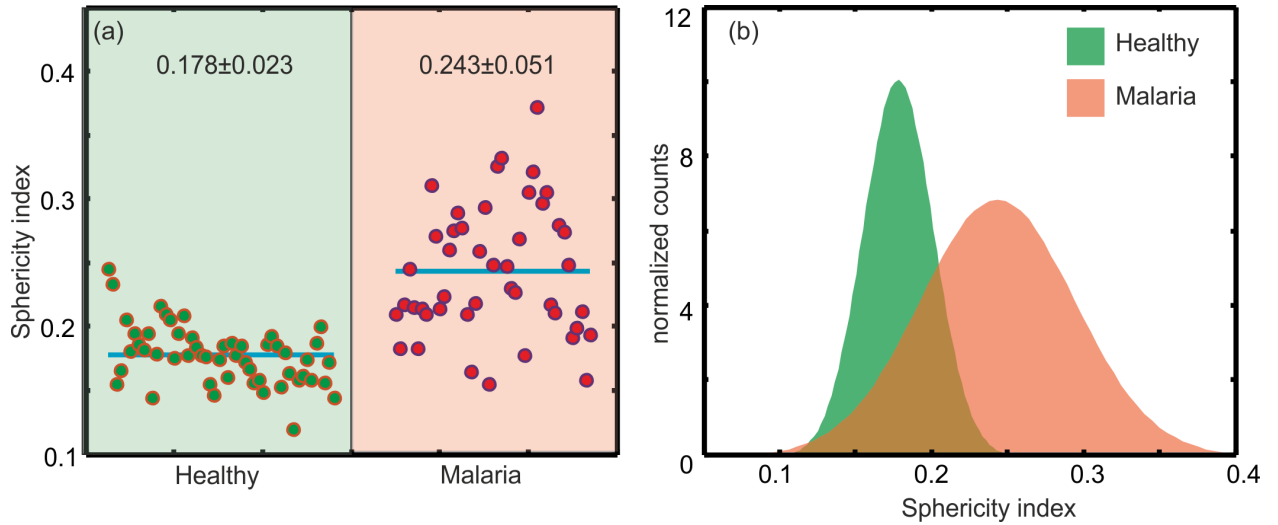 (a)
0.178±0.023
0.243±0.051
0.4
0.3
0.2
0.1
Sphericity index
Healthy
Malaria
(b)
Healthy
Malaria
12
8
4
0
normalized counts
0.1
0.2
0.3
0.4
Sphericity index